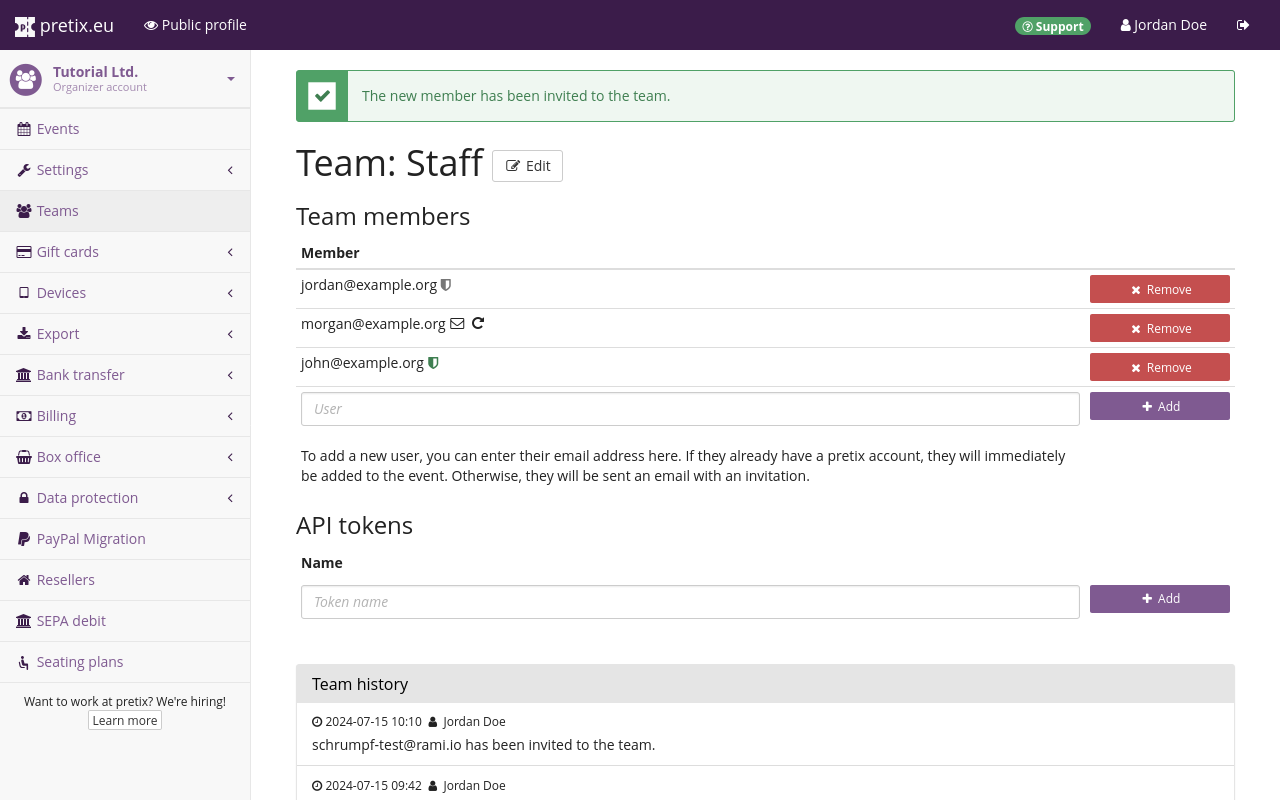 pretix.eu
Public profile
Support
Jordan Doe
Tutorial Ltd.
Organizer account
Events
Settings
Teams
Gift cards
Devices
Export
Bank transfer
Billing
Box office
Data protection
PayPal Migration
Resellers
SEPA debit
Seating plans
Want to work at pretix? We're hiring!
Learn more
The new member has been invited to the team.
Team: Staff
Edit
Team members
Member
jordan@example.org
Remove
morgan@example.org
Remove
john@example.org
Remove
User
Add
To add a new user, you can enter their email address here. If they already have a pretix account, they will immediately
be added to the event. Otherwise, they will be sent an email with an invitation.
API tokens
Name
Token name
Add
Team history
2024-07-15 10:10 Jordan Doe
schrumpf-test@rami.io has been invited to the team.
2024-07-15 09:42 Jordan Doe